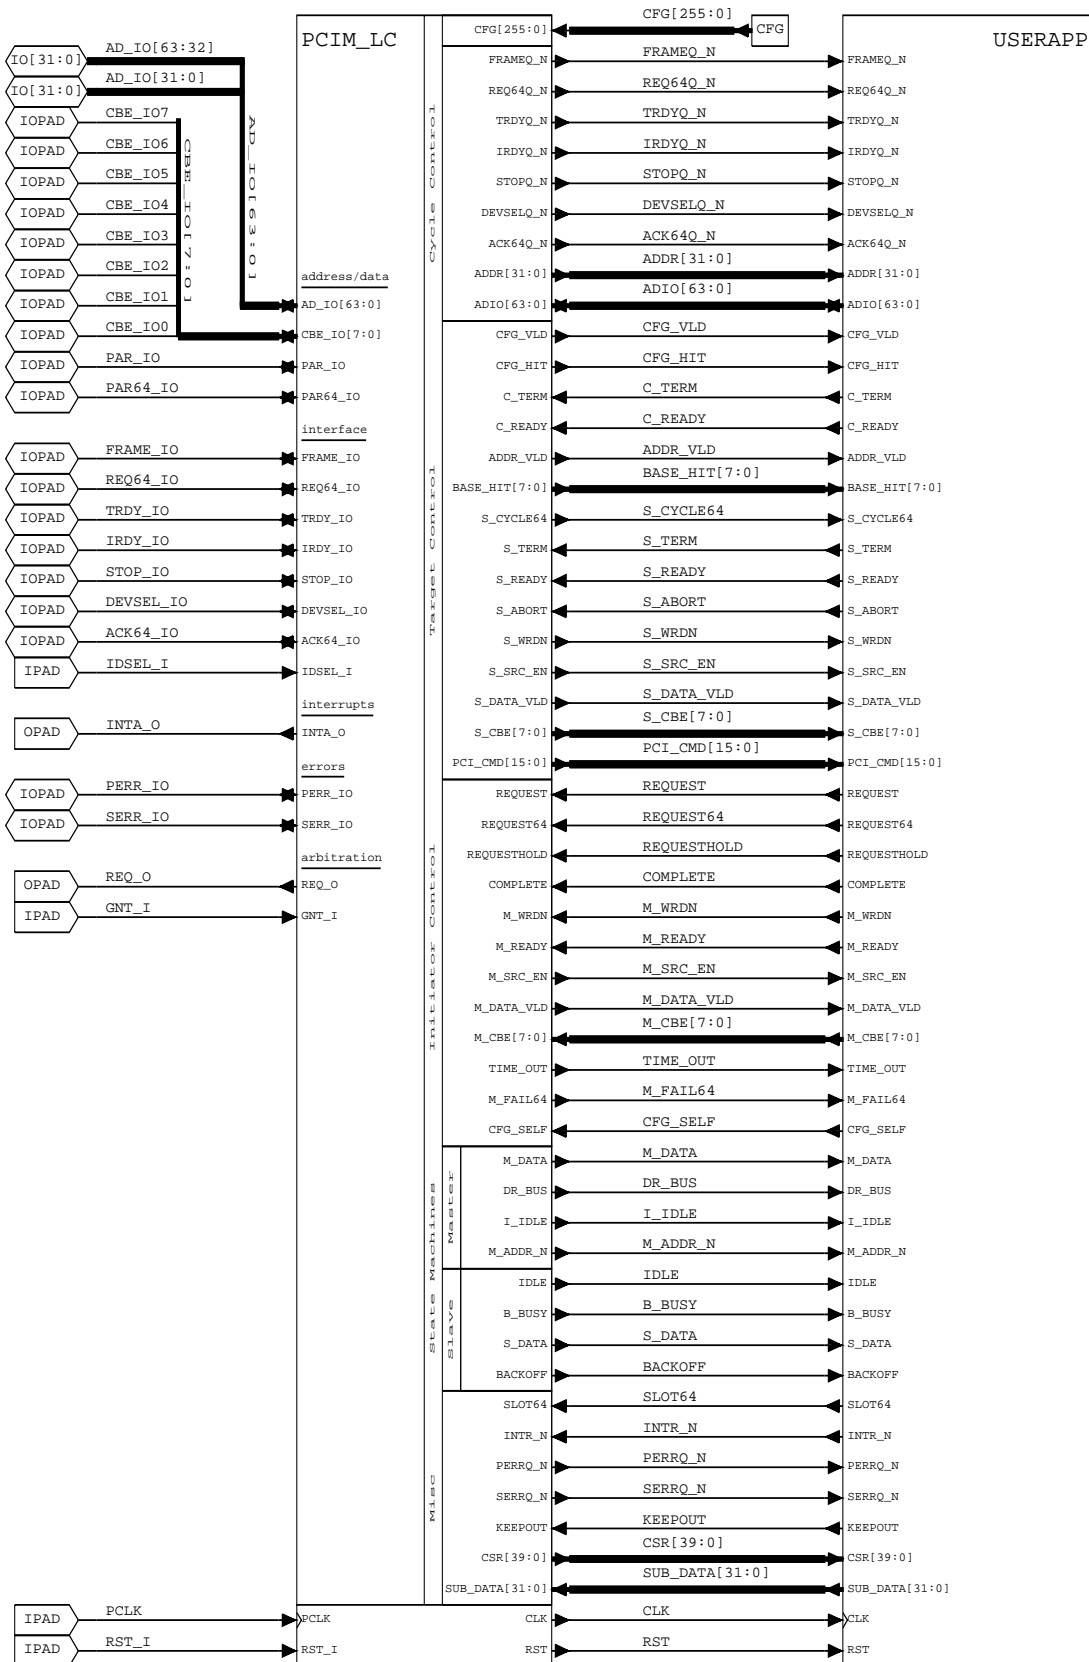 CFG[255:0]
PCIM_LC
CFG[255:0]
CFG
USERAPP
IO[31:0]
AD_IO[63:32]
FRAMEQ_N
FRAMEQ_N
FRAMEQ_N
IO[31:0]
AD_IO[31:0]
REQ64Q_N
REQ64Q_N
REQ64Q_N
IOPAD
CBE_IO7
TRDYQ_N
TRDYQ_N
TRDYQ_N
IOPAD
CBE_IO6
IRDYQ_N
IRDYQ_N
IRDYQ_N
IOPAD
CBE_IO5
STOPQ_N
STOPQ_N
STOPQ_N
IOPAD
CBE_IO4
DEVSELQ_N
DEVSELQ_N
DEVSELQ_N
IOPAD
CBE_IO3
ACK64Q_N
ACK64Q_N
ACK64Q_N
CBE_IO[7:0]
AD_IO[63:0]
Cycle Control
IOPAD
CBE_IO2
address/data
ADDR[31:0]
ADDR[31:0]
ADDR[31:0]
IOPAD
CBE_IO1
AD_IO[63:0]
ADIO[63:0]
ADIO[63:0]
ADIO[63:0]
IOPAD
CBE_IO0
CBE_IO[7:0]
CFG_VLD
CFG_VLD
CFG_VLD
IOPAD
PAR_IO
PAR_IO
CFG_HIT
CFG_HIT
CFG_HIT
IOPAD
PAR64_IO
PAR64_IO
C_TERM
C_TERM
C_TERM
interface
C_READY
C_READY
C_READY
IOPAD
FRAME_IO
FRAME_IO
ADDR_VLD
ADDR_VLD
ADDR_VLD
IOPAD
REQ64_IO
REQ64_IO
BASE_HIT[7:0]
BASE_HIT[7:0]
BASE_HIT[7:0]
IOPAD
TRDY_IO
TRDY_IO
S_CYCLE64
S_CYCLE64
S_CYCLE64
Target Control
IOPAD
IRDY_IO
IRDY_IO
S_TERM
S_TERM
S_TERM
IOPAD
STOP_IO
STOP_IO
S_READY
S_READY
S_READY
IOPAD
DEVSEL_IO
DEVSEL_IO
S_ABORT
S_ABORT
S_ABORT
IOPAD
ACK64_IO
ACK64_IO
S_WRDN
S_WRDN
S_WRDN
IPAD
IDSEL_I
IDSEL_I
S_SRC_EN
S_SRC_EN
S_SRC_EN
interrupts
S_DATA_VLD
S_DATA_VLD
S_DATA_VLD
OPAD
INTA_O
INTA_O
S_CBE[7:0]
S_CBE[7:0]
S_CBE[7:0]
errors
PCI_CMD[15:0]
PCI_CMD[15:0]
PCI_CMD[15:0]
IOPAD
PERR_IO
PERR_IO
REQUEST
REQUEST
REQUEST
IOPAD
SERR_IO
SERR_IO
REQUEST64
REQUEST64
REQUEST64
arbitration
REQUESTHOLD
REQUESTHOLD
REQUESTHOLD
OPAD
REQ_O
REQ_O
COMPLETE
COMPLETE
COMPLETE
IPAD
GNT_I
GNT_I
M_WRDN
M_WRDN
M_WRDN
Initiator Control
M_READY
M_READY
M_READY
M_SRC_EN
M_SRC_EN
M_SRC_EN
M_DATA_VLD
M_DATA_VLD
M_DATA_VLD
M_CBE[7:0]
M_CBE[7:0]
M_CBE[7:0]
TIME_OUT
TIME_OUT
TIME_OUT
M_FAIL64
M_FAIL64
M_FAIL64
CFG_SELF
CFG_SELF
CFG_SELF
State Machines
Master
M_DATA
M_DATA
M_DATA
DR_BUS
DR_BUS
DR_BUS
I_IDLE
I_IDLE
I_IDLE
M_ADDR_N
M_ADDR_N
M_ADDR_N
Slave
IDLE
IDLE
IDLE
B_BUSY
B_BUSY
B_BUSY
S_DATA
S_DATA
S_DATA
BACKOFF
BACKOFF
BACKOFF
Misc
SLOT64
SLOT64
SLOT64
INTR_N
INTR_N
INTR_N
PERRQ_N
PERRQ_N
PERRQ_N
SERRQ_N
SERRQ_N
SERRQ_N
KEEPOUT
KEEPOUT
KEEPOUT
CSR[39:0]
CSR[39:0]
CSR[39:0]
SUB_DATA[31:0]
SUB_DATA[31:0]
SUB_DATA[31:0]
IPAD
PCLK
PCLK
CLK
CLK
CLK
IPAD
RST_I
RST_I
RST
RST
RST